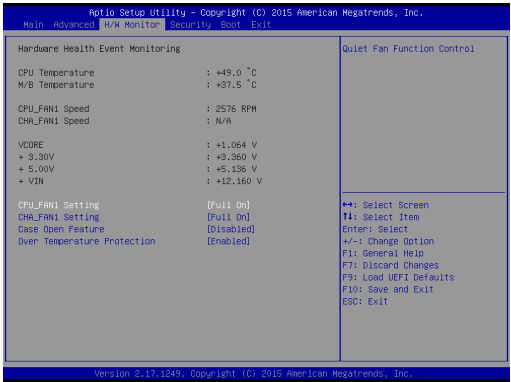 Aptio Setup Utility - Copyright (C) 2015 American Megatrends, Inc.
Main Advanced H/W Monitor Security Boot Exit
Hardware Health Event Monitoring
CPU Temperature : +49.0 °C
M/B Temperature : +37.5 °C
CPU_FAN1 Speed : 2576 RPM
CHA_FAN1 Speed : N/A
VCORE : +1.064 V
+ 3.30V : +3.360 V
+ 5.00V : +5.136 V
+ VIN : +12.160 V
CPU_FAN1 Setting [Full On]
CHA_FAN1 Setting [Full On]
Case Open Feature [Disabled]
Over Temperature Protection [Enabled]
Quiet Fan Function Control
↔: Select Screen
↑↓: Select Item
Enter: Select
+/-: Change Option
F1: General Help
F7: Discard Changes
F9: Load UEFI Defaults
F10: Save and Exit
ESC: Exit
Version 2.17.1249. Copyright (C) 2015 American Megatrends, Inc.